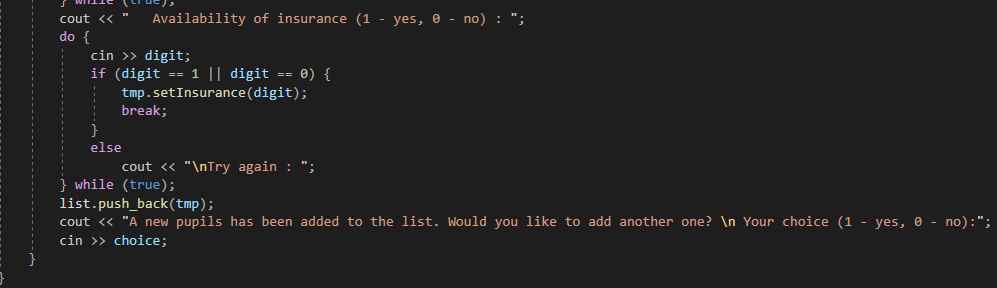 } while (true);
cout << "   Availability of insurance (1 - yes, 0 - no) : ";
do {
cin >> digit;
if (digit == 1 || digit == 0) {
tmp.setInsurance(digit);
break;
}
else
cout << "\nTry again : ";
} while (true);
list.push_back(tmp);
cout << "A new pupils has been added to the list. Would you like to add another one? \n Your choice (1 - yes, 0 - no):";
cin >> choice;
}
}